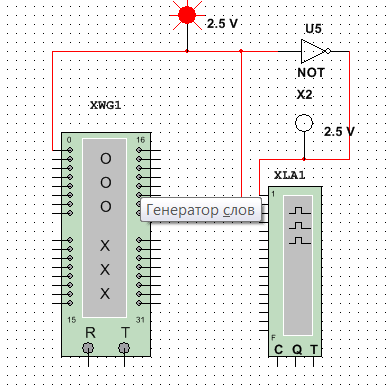 2.5 V
U5
NOT
X2
2.5 V
XWG1
XLA1
0
16
1
O
O
O
Генератор слов
X
X
X
15
31
R
T
F
C Q T